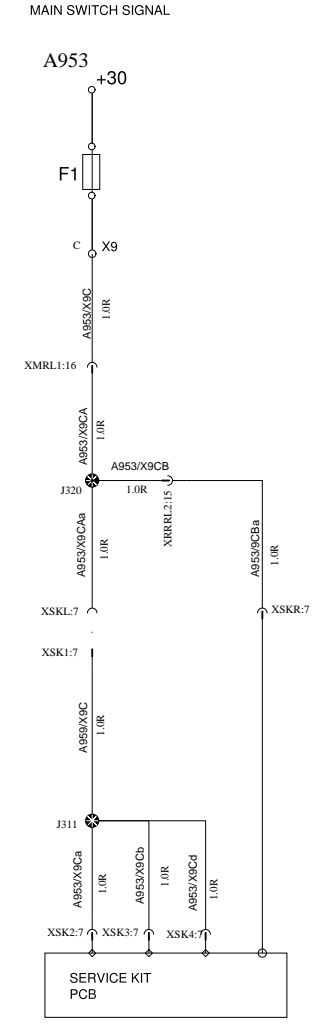 MAIN SWITCH SIGNAL
A953
+30
F1
C X9
A953/X9C
1.0R
XMRL1:16
A953/X9CA
1.0R
A953/X9CB
1.0R
J320
XRRRL2:15
A953/X9CAa
1.0R
A953/9CBa
1.0R
XSKL:7
XSKR:7
XSK1:7
A959/X9C
1.0R
J311
A953/X9Ca
1.0R
A953/X9Cb
1.0R
A953/X9Cd
1.0R
XSK2:7 XSK3:7 XSK4:7
SERVICE KIT
PCB